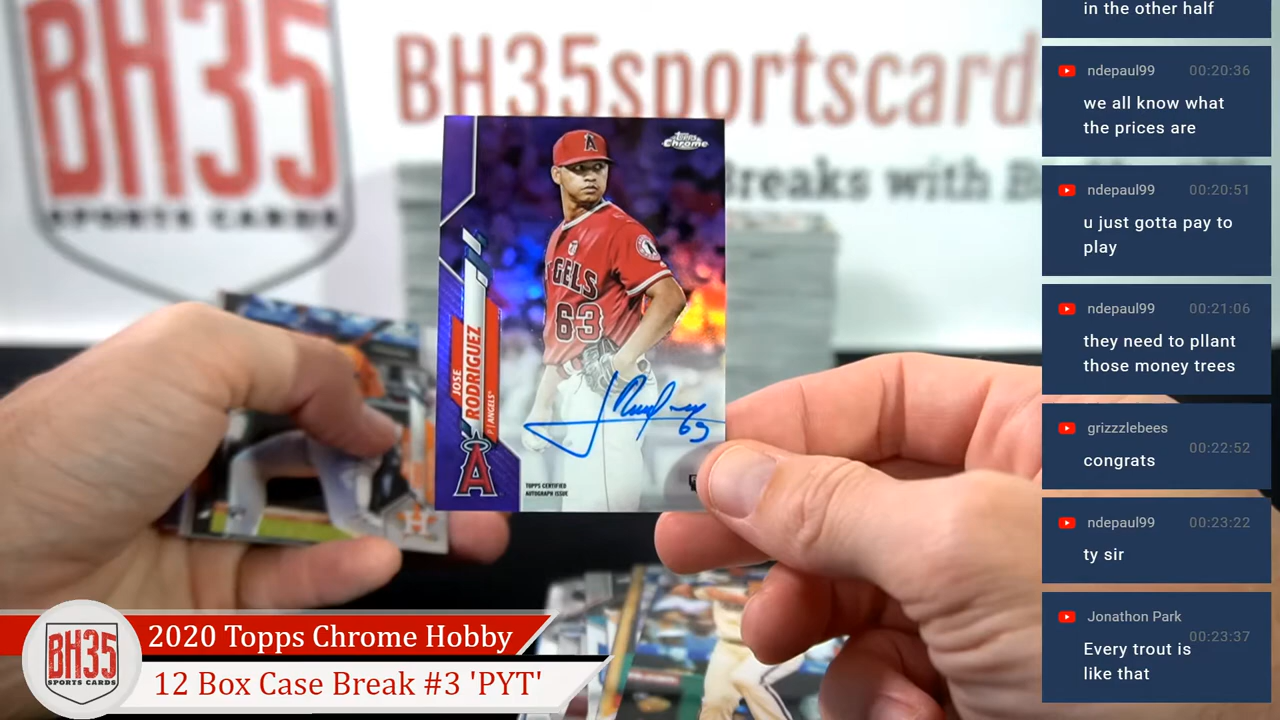 BH35
SPORTS CARDS
BH35sportscards
Breaks with
Topps
Chrome
A
ANGELS
63
JOSE
RODRIGUEZ
P | ANGELS
A
63
TOPPS CERTIFIED
AUTOGRAPH ISSUE
in the other half
ndepaul99 00:20:36
we all know what
the prices are
ndepaul99 00:20:51
u just gotta pay to
play
ndepaul99 00:21:06
they need to pllant
those money trees
grizzzlebees 00:22:52
congrats
ndepaul99 00:23:22
ty sir
Jonathon Park 00:23:37
Every trout is
like that
BH35
SPORTS CARDS
2020 Topps Chrome Hobby
12 Box Case Break #3 'PYT'